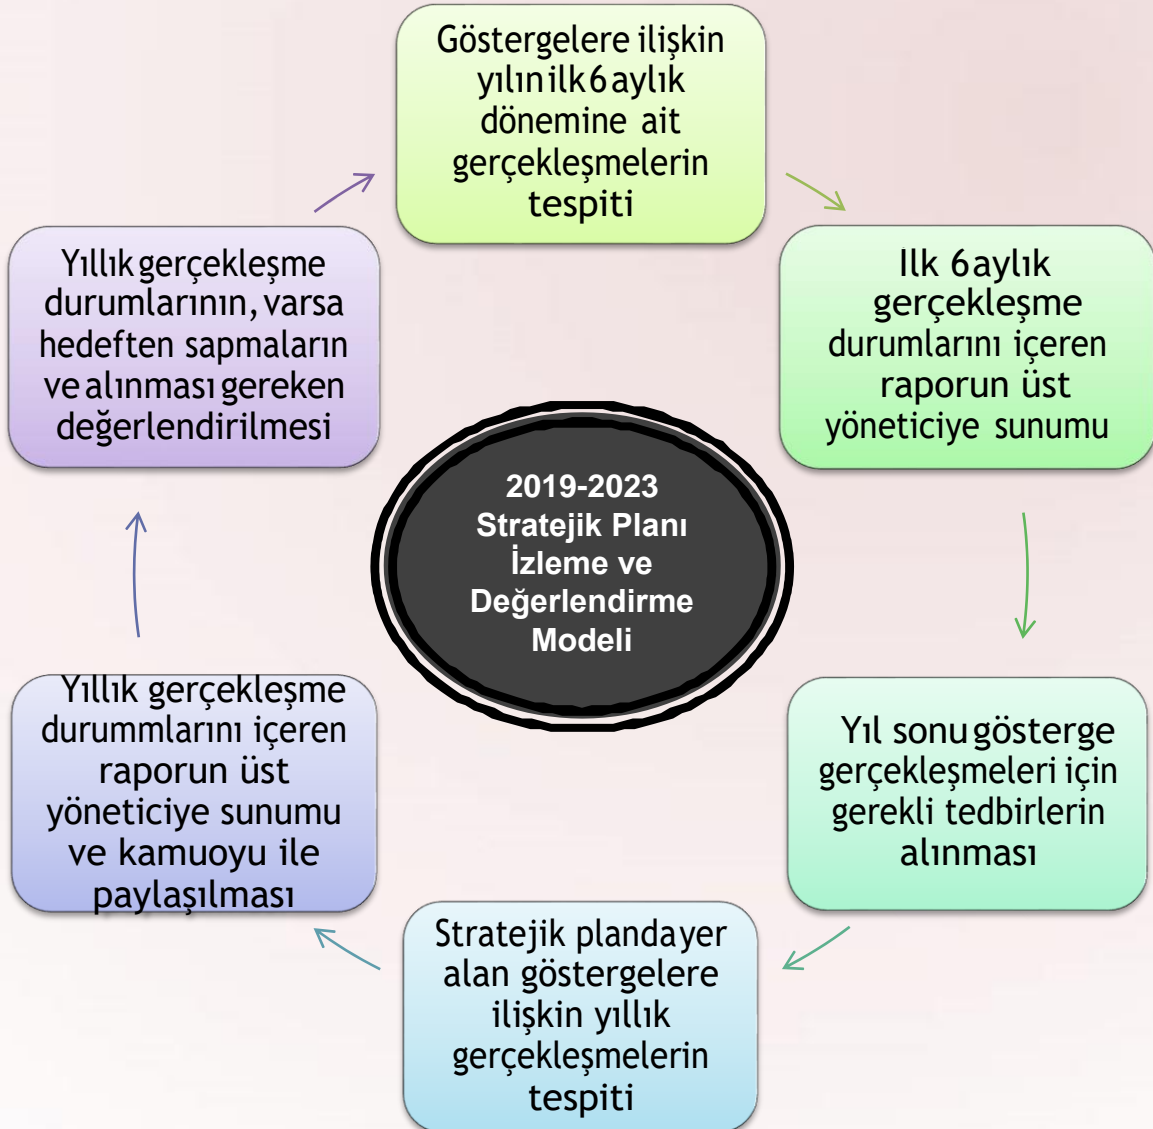 Göstergelere ilişkin
yılın ilk 6 aylık
dönemine ait
gerçekleşmelerin
tespiti
Ilk 6 aylık
gerçekleşme
durumlarını içeren
raporun üst
yöneticiye sunumu
Yıl sonu gösterge
gerçekleşmeleri için
gerekli tedbirlerin
alınması
Stratejik planda yer
alan göstergelere
ilişkin yıllık
gerçekleşmelerin
tespiti
Yıllık gerçekleşme
durummlarını içeren
raporun üst
yöneticiye sunumu
ve kamuoyu ile
paylaşılması
Yıllık gerçekleşme
durumlarının, varsa
hedeften sapmaların
ve alınması gereken
değerlendirilmesi
2019-2023
Stratejik Planı
İzleme ve
Değerlendirme
Modeli